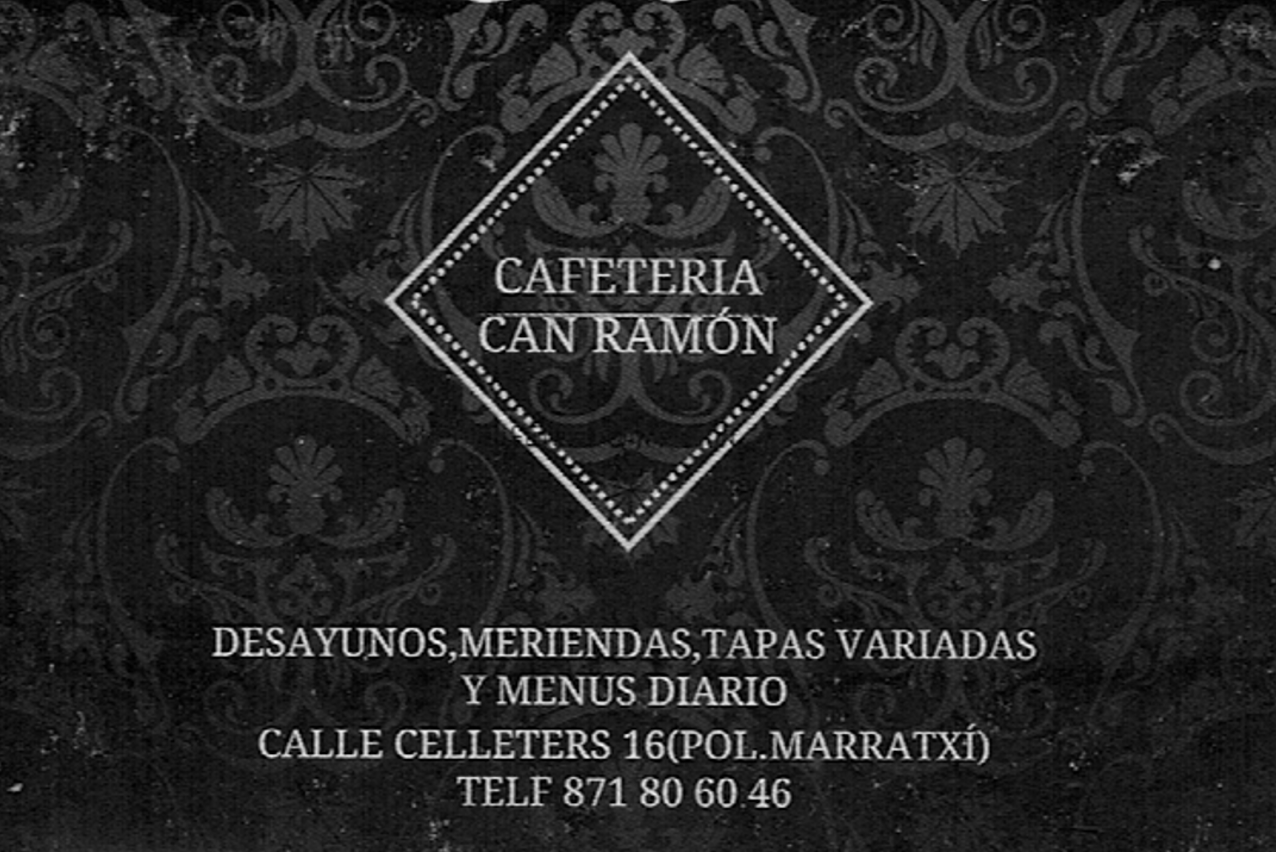 CAFETERIA
CAN RAMÓN
DESAYUNOS,MERIENDAS,TAPAS VARIADAS
Y MENUS DIARIO
CALLE CELLETERS 16(POL.MARRATXÍ)
TELF 871 80 60 46